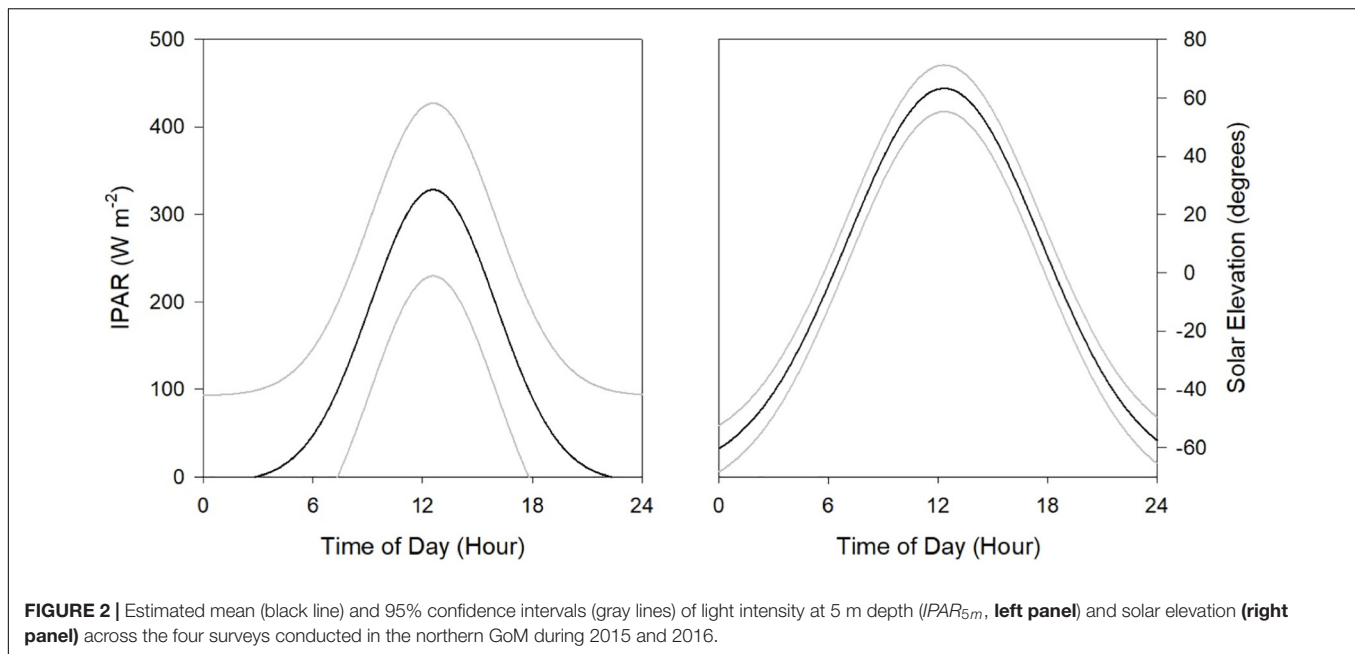 500
400
300
200
100
0
IPAR (W m-2)
0 6 12 18 24
Time of Day (Hour)
80
60
40
20
0
-20
-40
-60
Solar Elevation (degrees)
0 6 12 18 24
Time of Day (Hour)
FIGURE 2 | Estimated mean (black line) and 95% confidence intervals (gray lines) of light intensity at 5 m depth (IPAR5m, left panel) and solar elevation (right
panel) across the four surveys conducted in the northern GoM during 2015 and 2016.